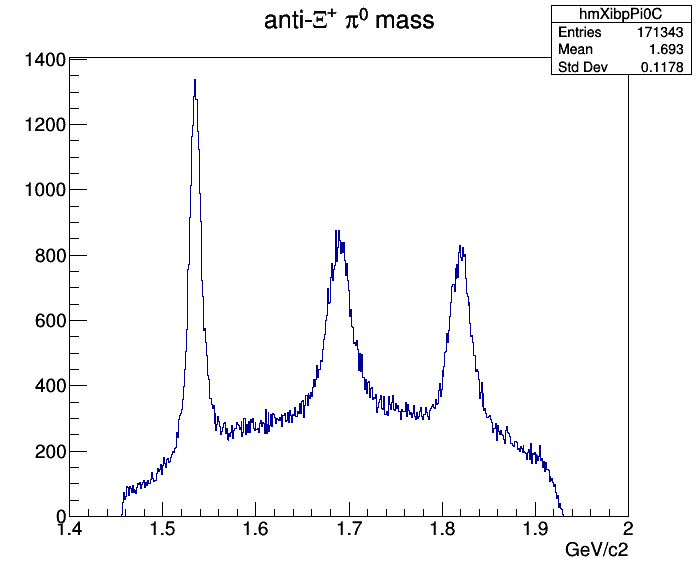 anti-Ξ⁺ π⁰ mass
hmXibpPi0C
Entries 171343
Mean 1.693
Std Dev 0.1178
1400
1200
1000
800
600
400
200
0
1.4 1.5 1.6 1.7 1.8 1.9 2
GeV/c2